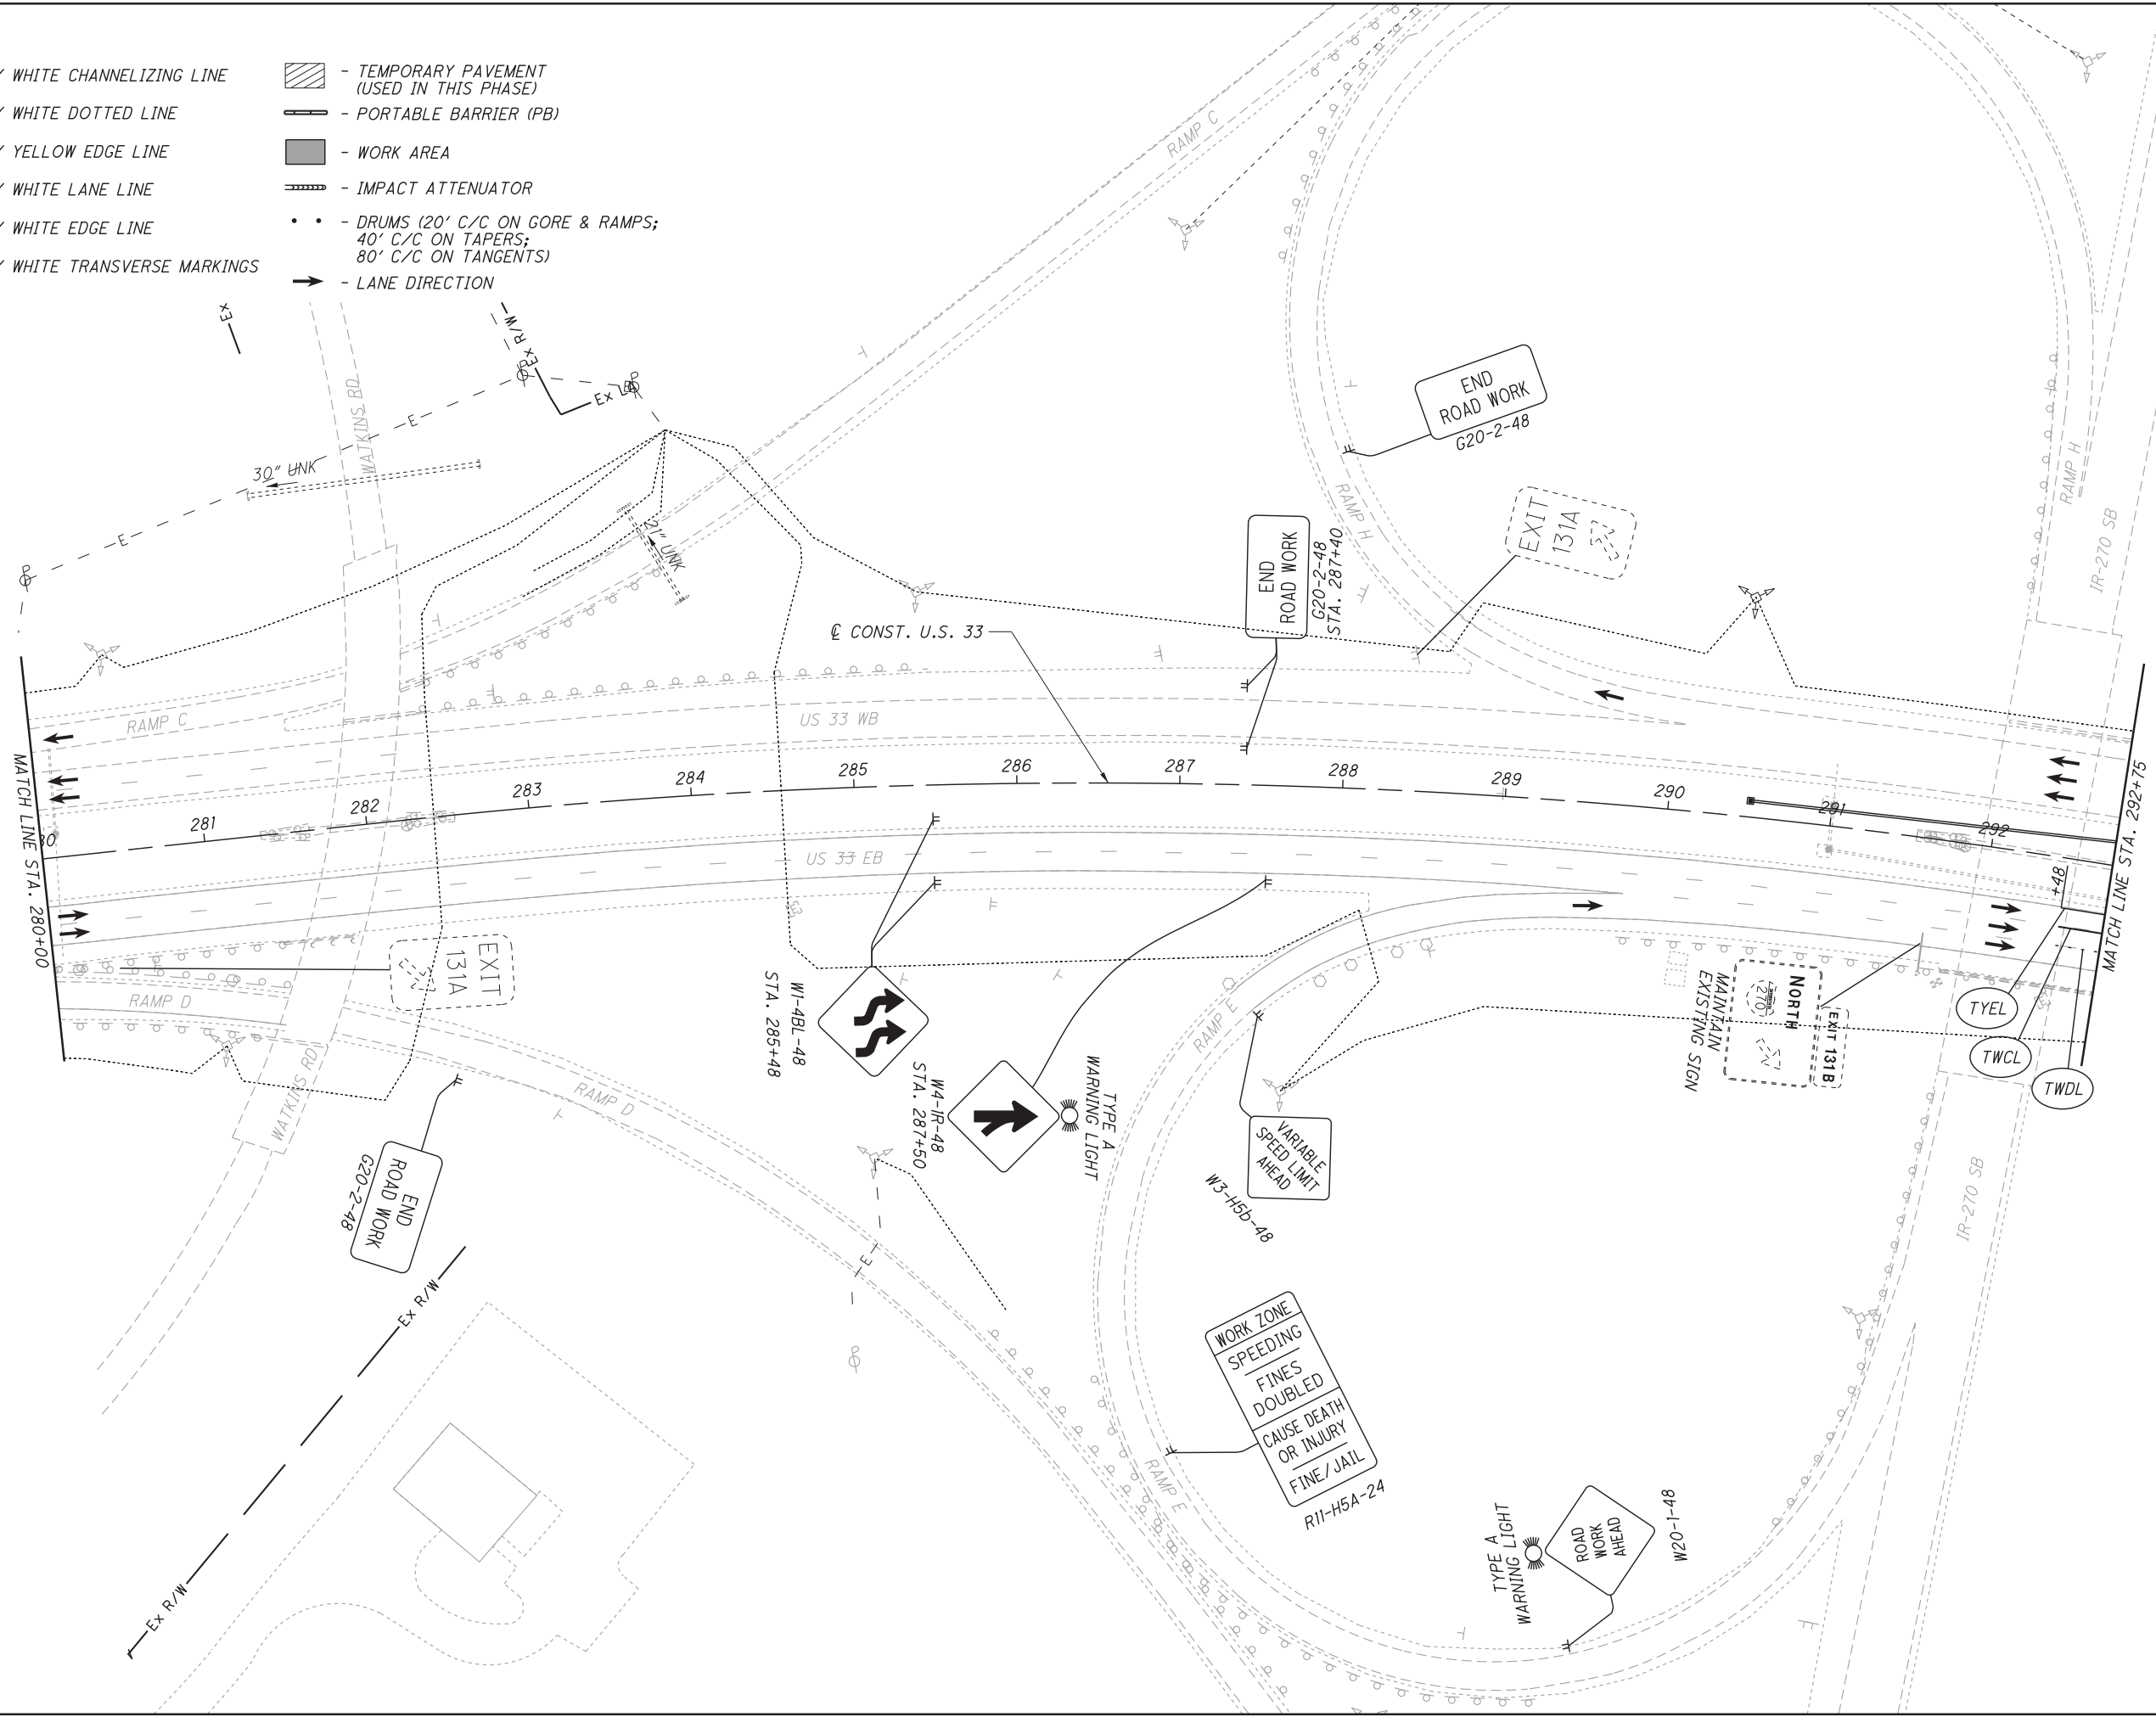 WHITE CHANNELIZING LINE
WHITE DOTTED LINE
YELLOW EDGE LINE
WHITE LANE LINE
WHITE EDGE LINE
WHITE TRANSVERSE MARKINGS
- TEMPORARY PAVEMENT
(USED IN THIS PHASE)
- PORTABLE BARRIER (PB)
- WORK AREA
- IMPACT ATTENUATOR
- DRUMS (20' C/C ON GORE & RAMPS;
40' C/C ON TAPERS;
80' C/C ON TANGENTS)
- LANE DIRECTION
Ex
Ex R/W
Ex LA
E
E
30" UNK
WATKINS RD
21" UNK
RAMP C
RAMP H
END
ROAD WORK
G20-2-48
EXIT
131A
END
ROAD WORK
G20-2-48
STA. 287+40
RAMP H
IR-270 SB
℄ CONST. U.S. 33
RAMP C
US 33 WB
MATCH LINE STA. 280+00
80
281
282
283
284
285
286
287
288
289
290
291
292
+48
MATCH LINE STA. 292+75
US 33 EB
EXIT
131A
RAMP D
WATKINS RD
RAMP D
END
ROAD WORK
G20-2-48
W1-4BL-48
STA. 285+48
W4-1R-48
STA. 287+50
TYPE A
WARNING LIGHT
RAMP E
VARIABLE
SPEED LIMIT
AHEAD
W3-H5b-48
MAINTAIN
EXISTING SIGN
NORTH
270
EXIT 131B
TYEL
TWCL
TWDL
IR-270 SB
E
Ex R/W
Ex R/W
WORK ZONE
SPEEDING
FINES
DOUBLED
CAUSE DEATH
OR INJURY
FINE/JAIL
R11-H5A-24
RAMP E
TYPE A
WARNING LIGHT
ROAD
WORK
AHEAD
W20-1-48